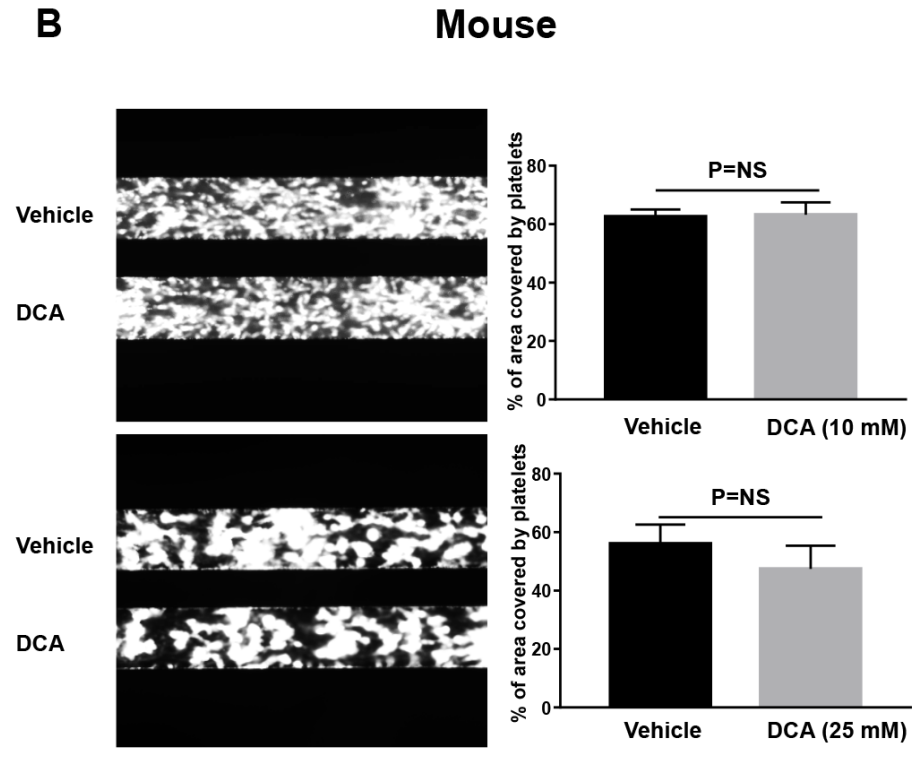 B
Mouse
Vehicle
DCA
% of area covered by platelets
80
60
40
20
0
P=NS
Vehicle
DCA (10 mM)
Vehicle
DCA
% of area covered by platelets
80
60
40
20
0
P=NS
Vehicle
DCA (25 mM)